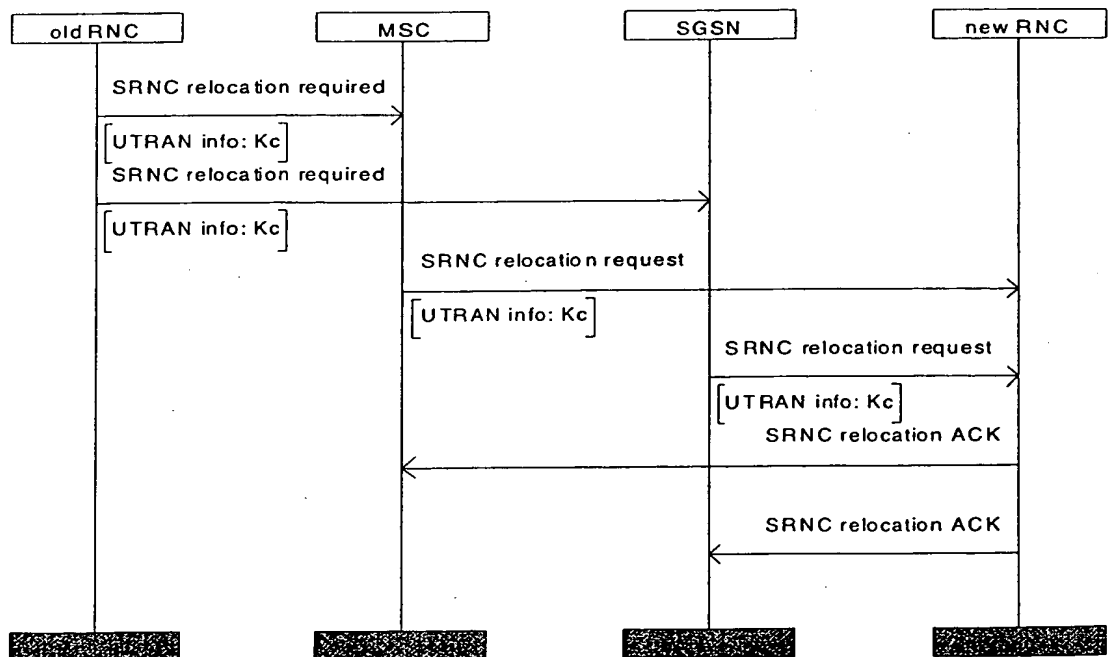 old RNC
MSC
SGSN
new RNC
SRNC relocation required
[UTRAN info: Kc]
SRNC relocation required
[UTRAN info: Kc]
SRNC relocation request
[UTRAN info: Kc]
SRNC relocation request
[UTRAN info: Kc]
SRNC relocation ACK
SRNC relocation ACK